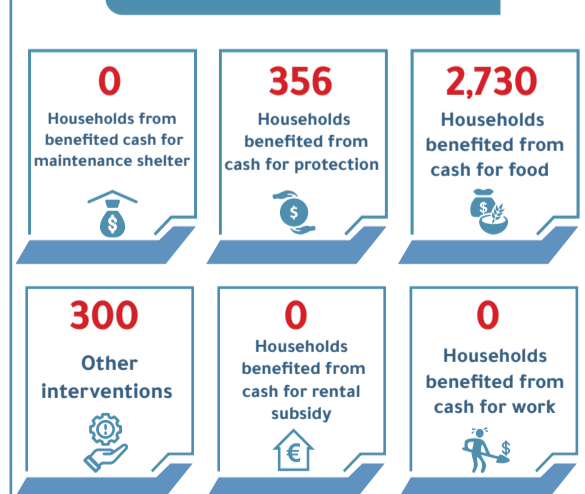 0
Households from
benefited cash for
maintenance shelter
$
356
Households
benefited from
cash for protection
$
2,730
Households
benefited from
cash for food
$
300
Other
interventions
0
Households
benefited from
cash for rental
subsidy
€
0
Households
benefited from
cash for work
$